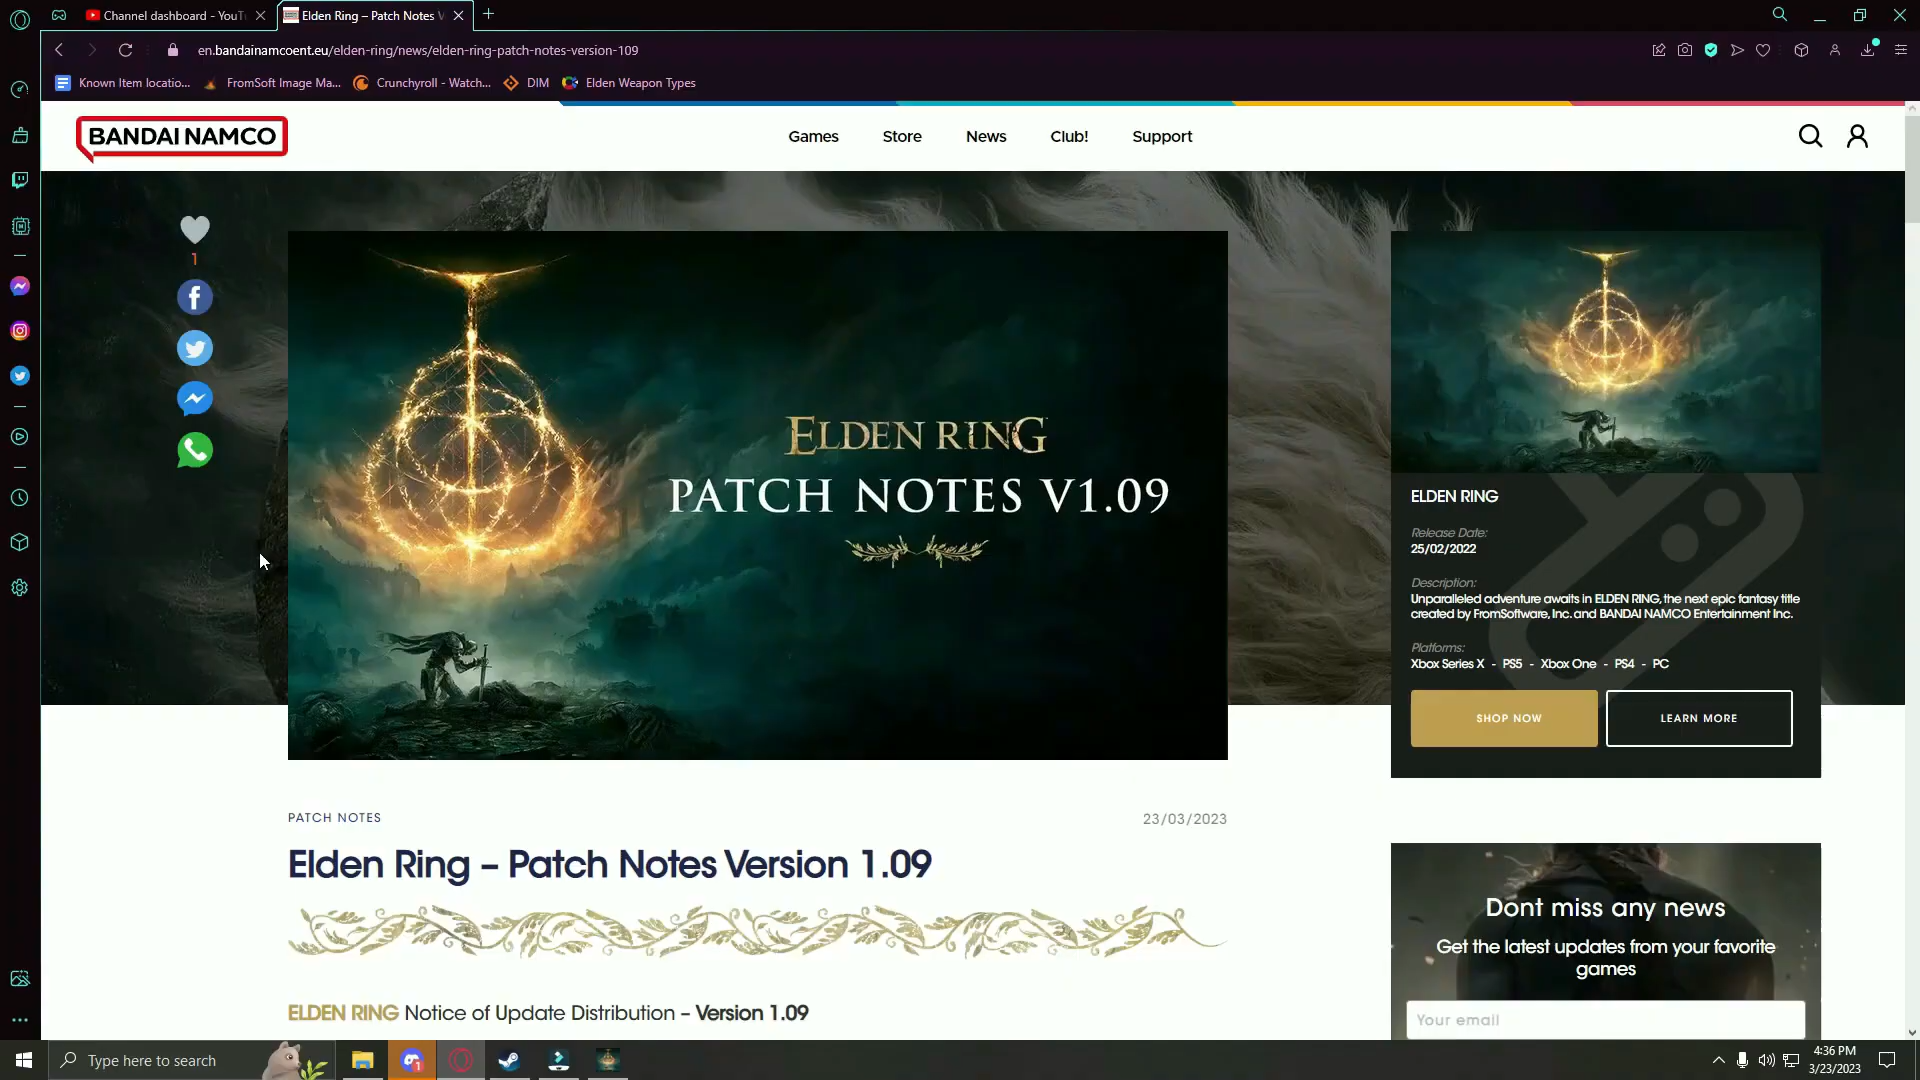 Channel dashboard - YouT
Elden Ring – Patch Notes V
en.bandainamcoent.eu/elden-ring/news/elden-ring-patch-notes-version-109
Known Item locatio...
FromSoft Image Ma...
Crunchyroll - Watch...
DIM
Elden Weapon Types
BANDAI NAMCO
Games
Store
News
Club!
Support
1
ELDEN RING
PATCH NOTES V1.09
ELDEN RING
Release Date:
25/02/2022
Description:
Unparalleled adventure awaits in ELDEN RING, the next epic fantasy title
created by FromSoftware, Inc. and BANDAI NAMCO Entertainment Inc.
Platforms:
Xbox Series X - PS5 - Xbox One - PS4 - PC
SHOP NOW
LEARN MORE
PATCH NOTES
23/03/2023
Elden Ring – Patch Notes Version 1.09
ELDEN RING Notice of Update Distribution – Version 1.09
Dont miss any news
Get the latest updates from your favorite
games
Your email
Type here to search
1
4:36 PM
3/23/2023